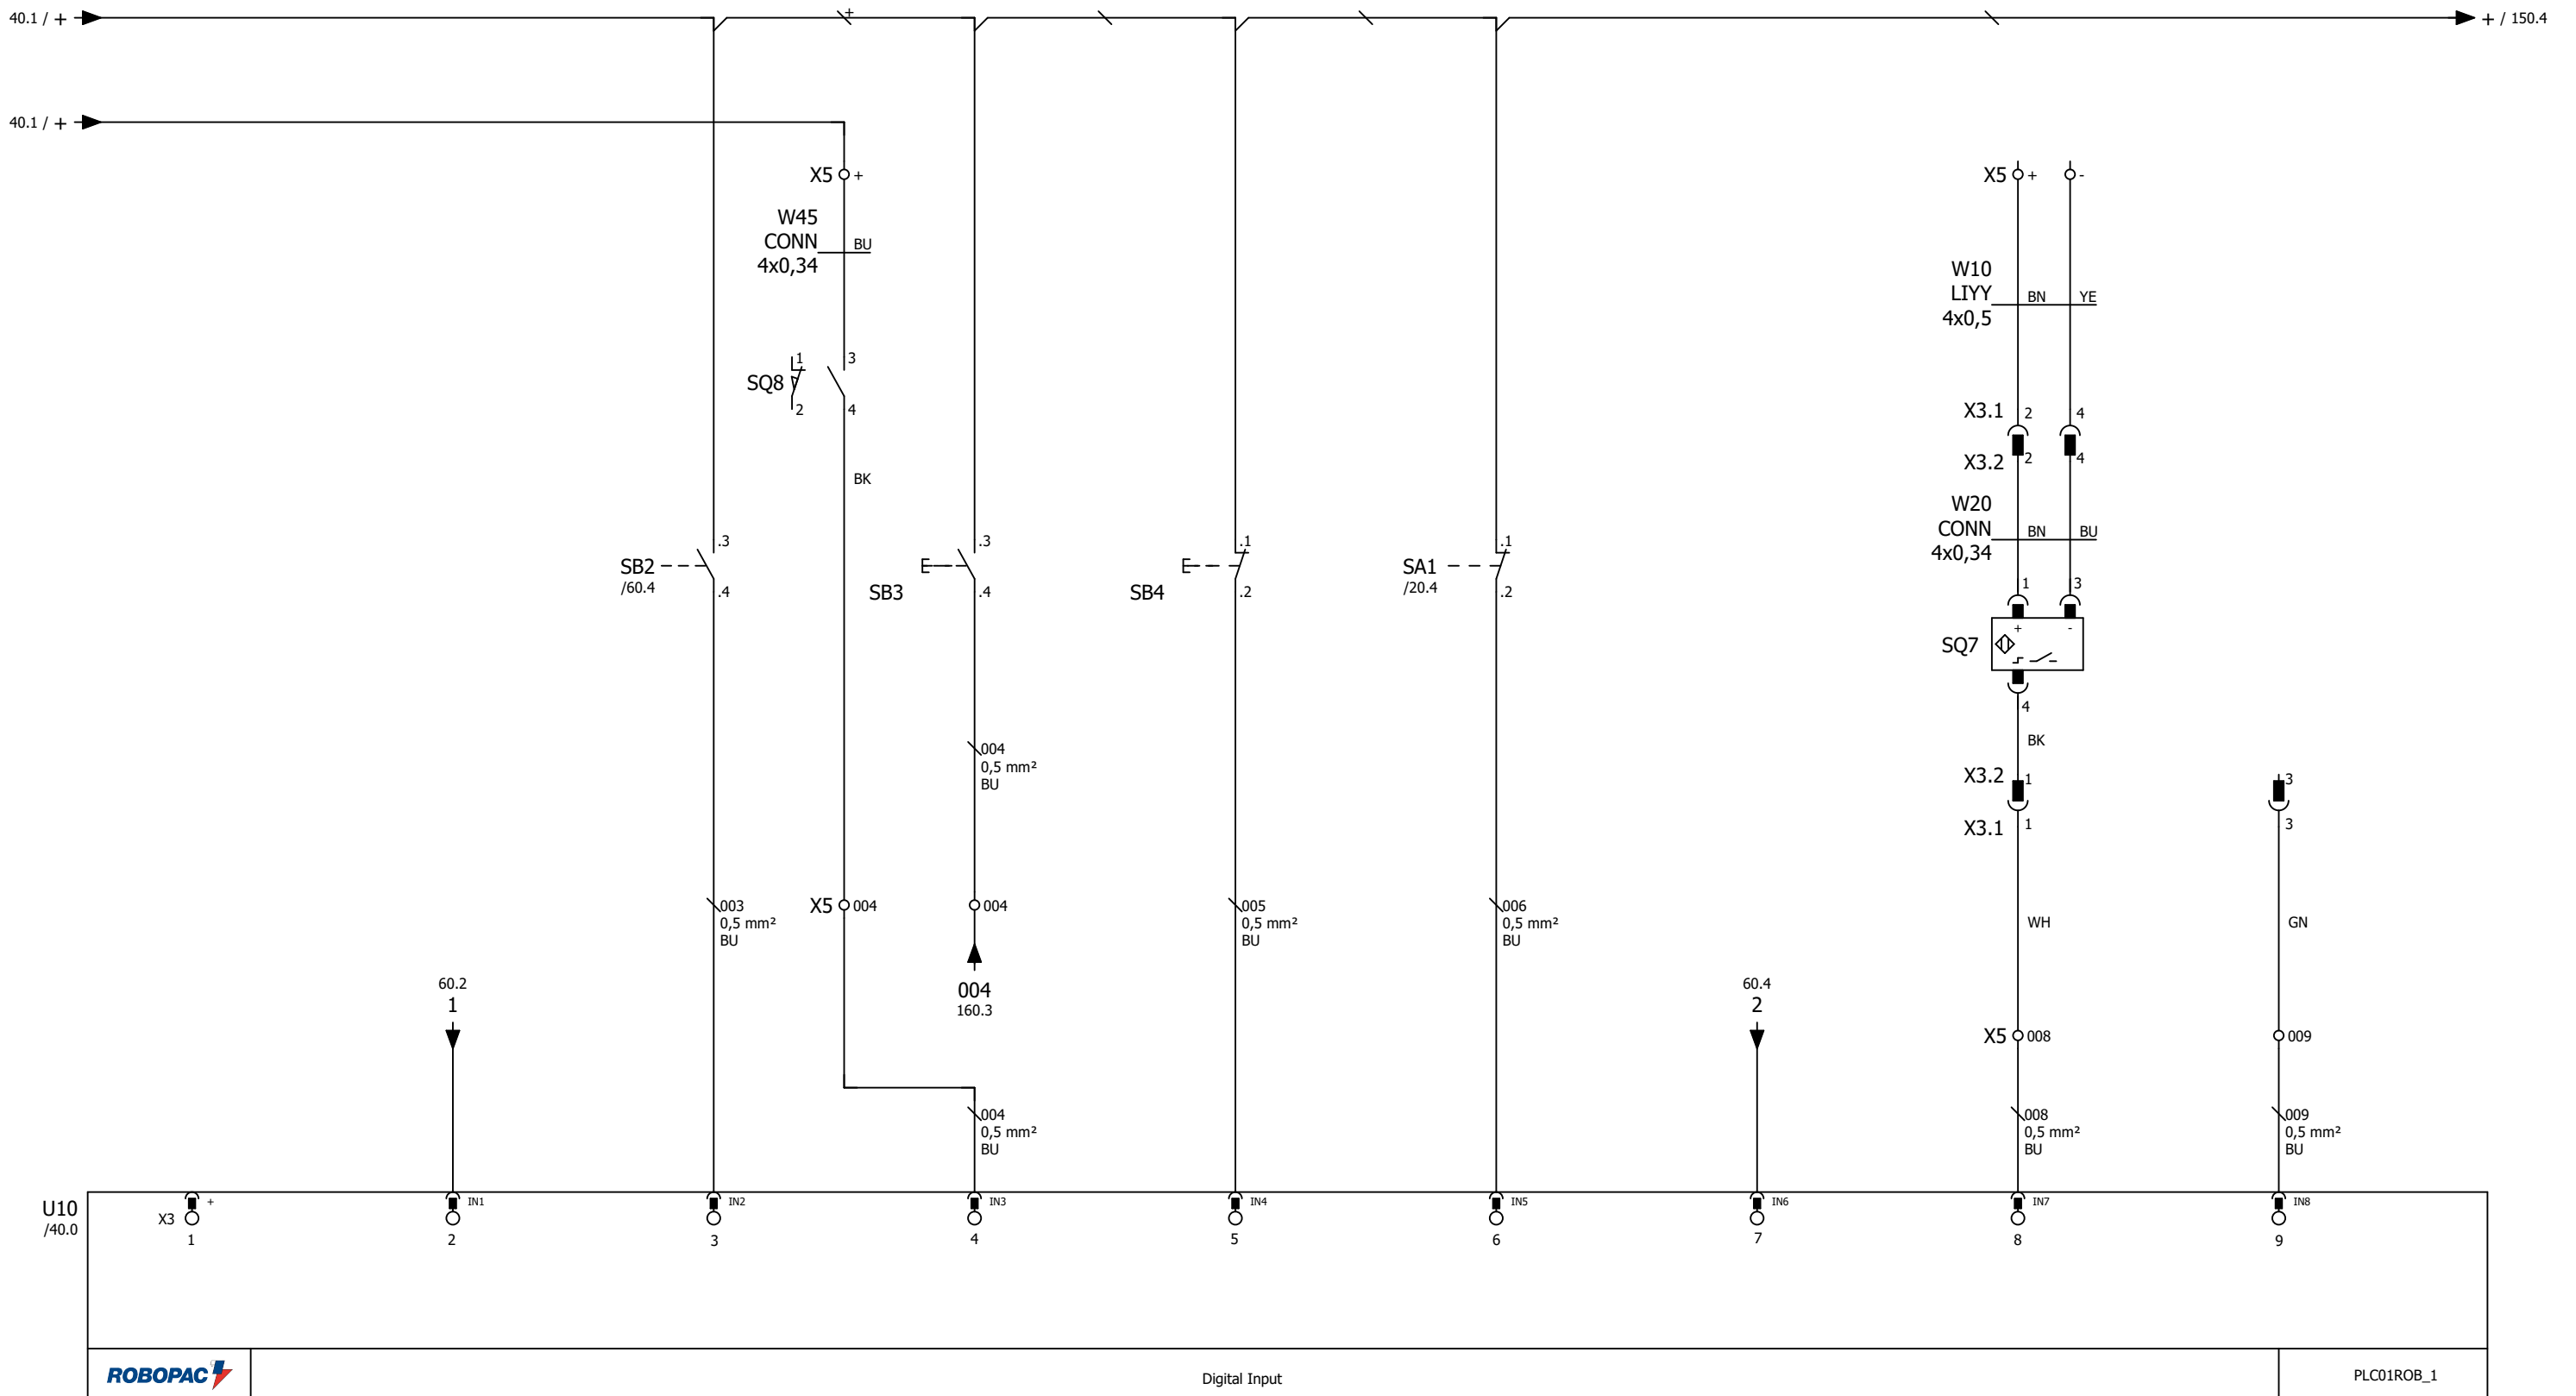 40.1 / +
+
+ / 150.4
40.1 / +
X5 +
X5 + -
W45
CONN
4x0,34
BU
W10
LIYY
4x0,5
BN YE
SQ8
1 3
2 4
X3.1 2 4
X3.2 2 4
BK
W20
CONN
4x0,34
BN BU
SB2
/60.4
.3
.4
E
SB3
.3
.4
E
SB4
.1
.2
SA1
/20.4
.1
.2
1 3
SQ7
+ -
4
BK
004
0,5 mm²
BU
X3.2 1
X3.1 1
3
3
003
0,5 mm²
BU
X5 004
004
005
0,5 mm²
BU
006
0,5 mm²
BU
WH
GN
60.2
1
004
160.3
60.4
2
X5 008
009
004
0,5 mm²
BU
008
0,5 mm²
BU
009
0,5 mm²
BU
U10
/40.0
X3
+ IN1 IN2 IN3 IN4 IN5 IN6 IN7 IN8
1 2 3 4 5 6 7 8 9
ROBOPAC
Digital Input
PLC01ROB_1